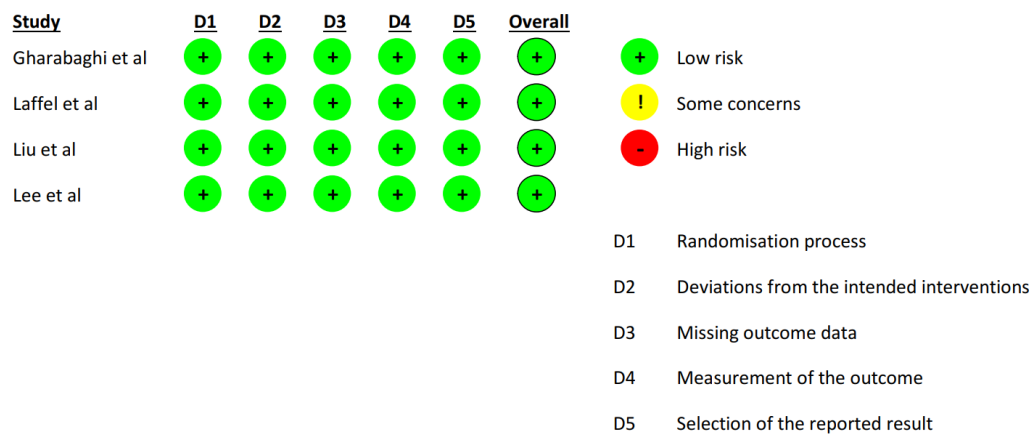 Study D1 D2 D3 D4 D5 Overall
Gharabaghi et al + + + + + + + Low risk
Laffel et al + + + + + + ! Some concerns
Liu et al + + + + + + - High risk
Lee et al + + + + + +
D1 Randomisation process
D2 Deviations from the intended interventions
D3 Missing outcome data
D4 Measurement of the outcome
D5 Selection of the reported result